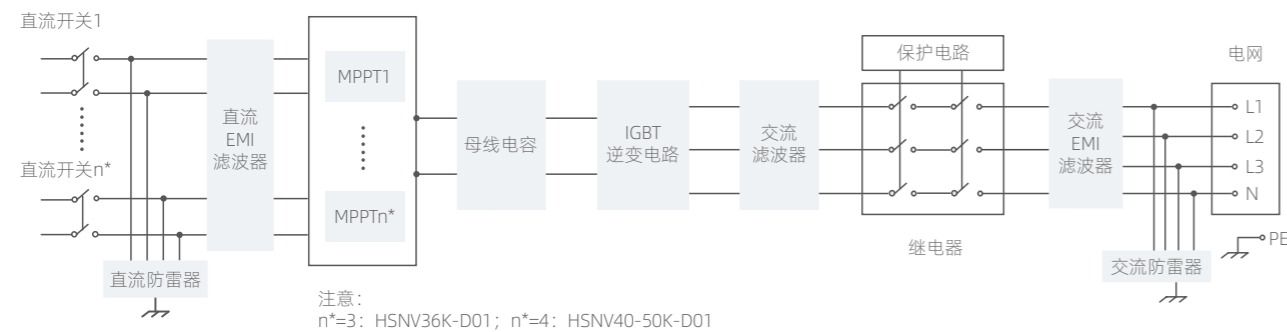 直流开关1
直流开关n*
直流防雷器
直流
EMI
滤波器
MPPT1
MPPTn*
母线电容
IGBT
逆变电路
交流
滤波器
保护电路
继电器
交流
EMI
滤波器
交流防雷器
电网
L1
L2
L3
N
PE
注意：
n*=3：HSNV36K-D01；n*=4：HSNV40-50K-D01